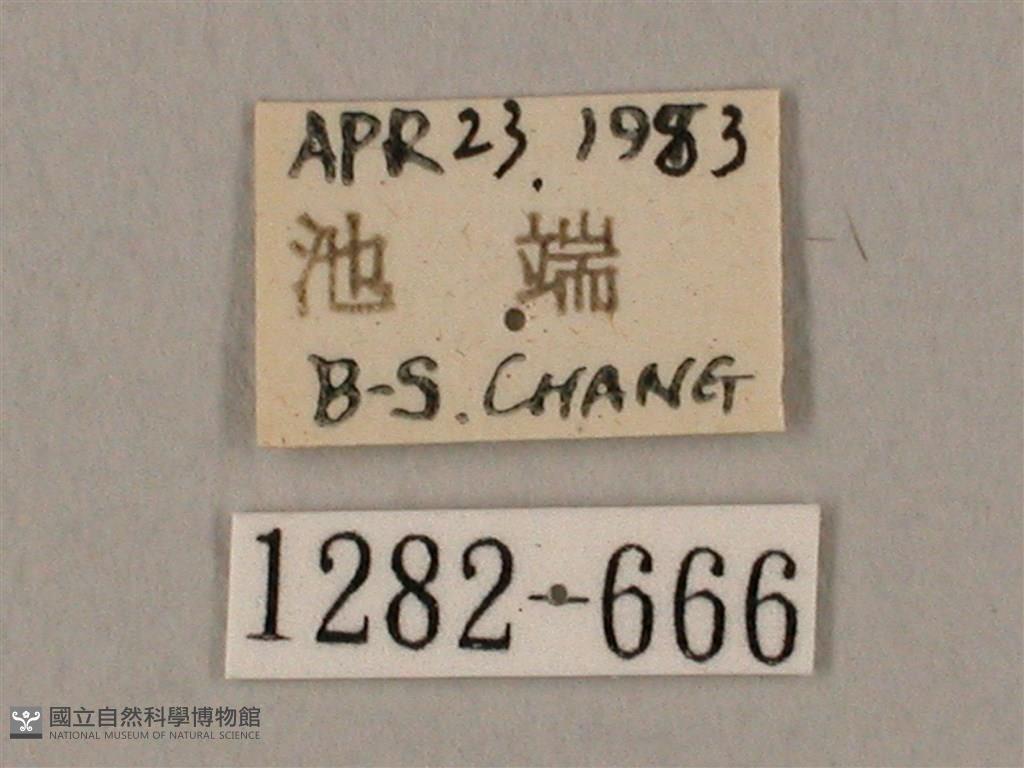 APR 23. 1983
池 端
B-S. CHANG
1282-666
國立自然科學博物館
NATIONAL MUSEUM OF NATURAL SCIENCE